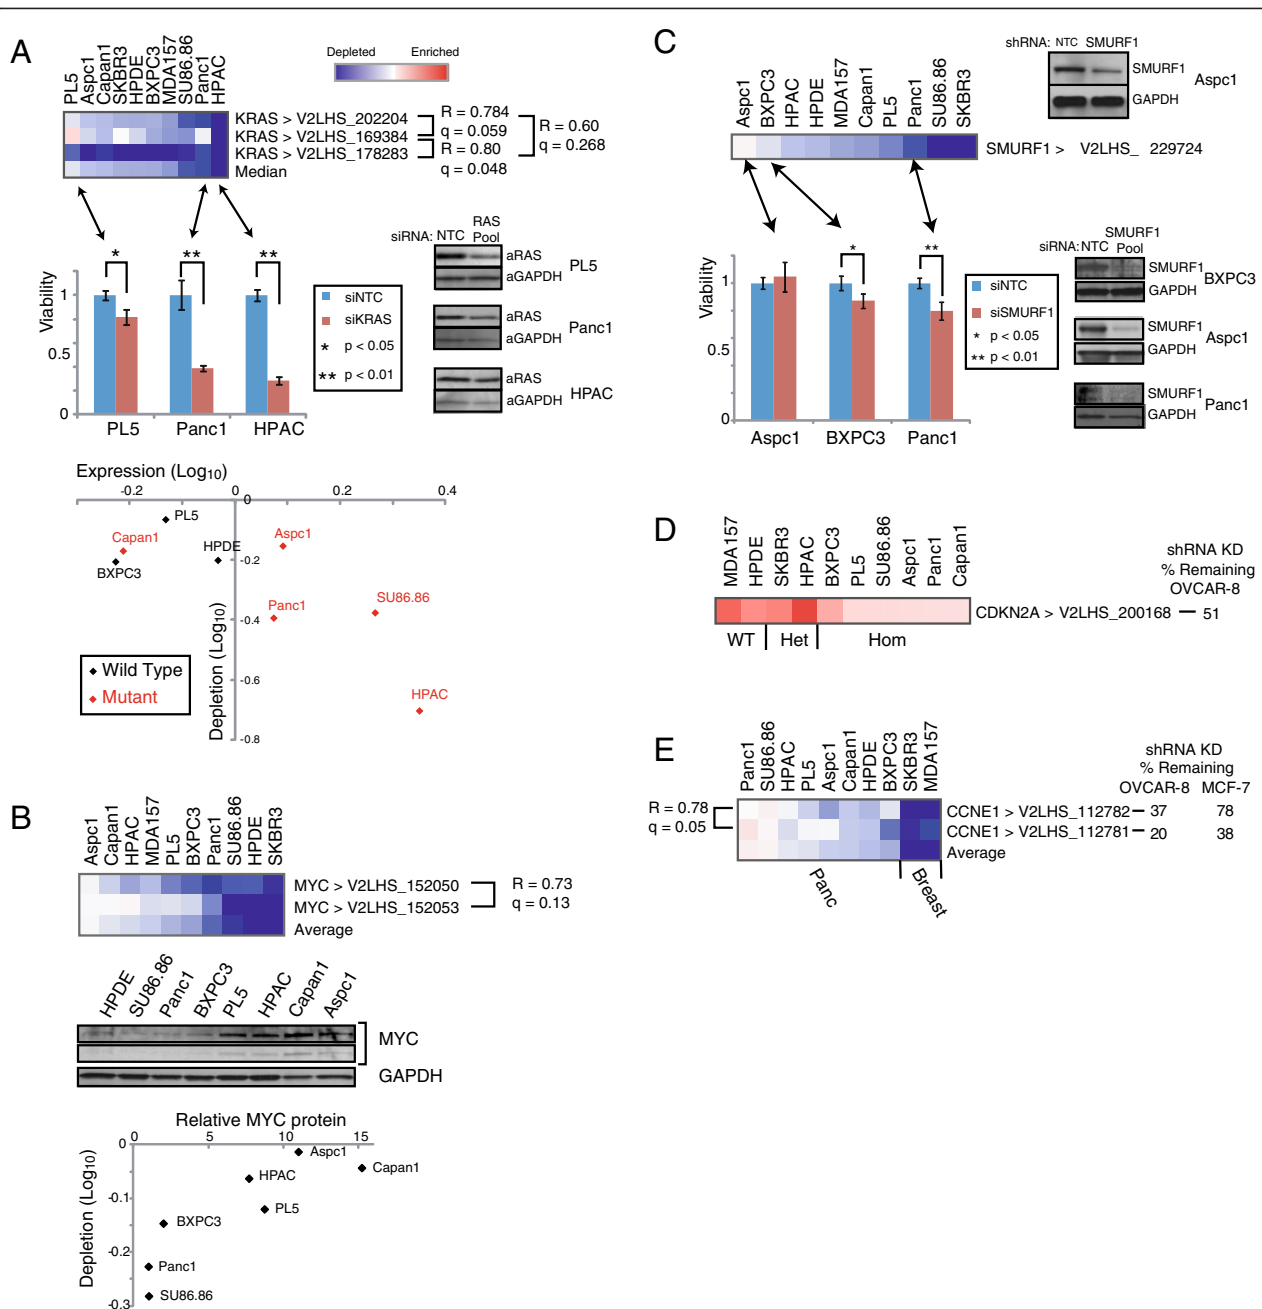 A
PL5
Aspc1
Capan1
SKBR3
HPDE
BXPC3
MDA157
SU86.86
Panc1
HPAC
Depleted Enriched
KRAS > V2LHS_202204
KRAS > V2LHS_169384
KRAS > V2LHS_178283
Median
R = 0.784
q = 0.059
R = 0.80
q = 0.048
R = 0.60
q = 0.268
Viability
1
0.5
0
* ** **
PL5 Panc1 HPAC
siNTC
siKRAS
* p < 0.05
** p < 0.01
siRNA: NTC RAS Pool
aRAS
aGAPDH
PL5
aRAS
aGAPDH
Panc1
aRAS
aGAPDH
HPAC
Expression (Log10)
-0.2 0 0.2 0.4
0
-0.2
-0.4
-0.6
-0.8
Depletion (Log10)
PL5
Capan1
BXPC3
HPDE
Aspc1
Panc1
SU86.86
HPAC
Wild Type
Mutant
B
Aspc1
Capan1
HPAC
MDA157
PL5
BXPC3
Panc1
SU86.86
HPDE
SKBR3
MYC > V2LHS_152050
MYC > V2LHS_152053
Average
R = 0.73
q = 0.13
HPDE
SU86.86
Panc1
BXPC3
PL5
HPAC
Capan1
Aspc1
MYC
GAPDH
Relative MYC protein
0 5 10 15
0
-0.1
-0.2
-0.3
Depletion (Log10)
Aspc1
Capan1
HPAC
PL5
BXPC3
Panc1
SU86.86
C
Aspc1
BXPC3
HPAC
HPDE
MDA157
Capan1
PL5
Panc1
SU86.86
SKBR3
SMURF1 > V2LHS_ 229724
shRNA: NTC SMURF1
SMURF1
GAPDH
Aspc1
Viability
1
0.5
0
* **
Aspc1 BXPC3 Panc1
siNTC
siSMURF1
* p < 0.05
** p < 0.01
siRNA: NTC SMURF1 Pool
SMURF1
GAPDH
BXPC3
SMURF1
GAPDH
Aspc1
SMURF1
GAPDH
Panc1
D
MDA157
HPDE
SKBR3
HPAC
BXPC3
PL5
SU86.86
Aspc1
Panc1
Capan1
WT Het Hom
shRNA KD
% Remaining
OVCAR-8
CDKN2A > V2LHS_200168 — 51
E
Panc1
SU86.86
HPAC
PL5
Aspc1
Capan1
HPDE
BXPC3
SKBR3
MDA157
R = 0.78
q = 0.05
shRNA KD
% Remaining
OVCAR-8 MCF-7
CCNE1 > V2LHS_112782 — 37 78
CCNE1 > V2LHS_112781 — 20 38
Average
Panc
Breast